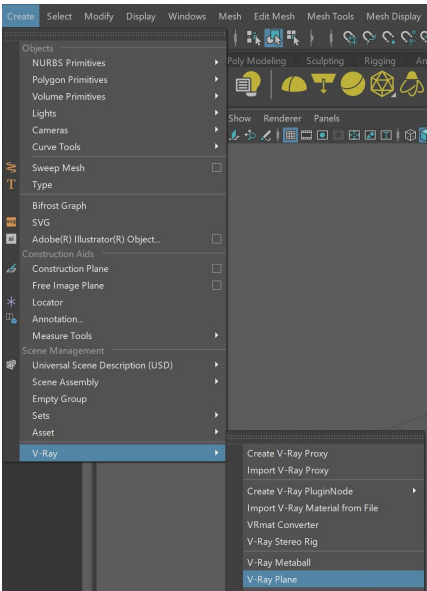 Create Select Modify Display Windows Mesh Edit Mesh Mesh Tools Mesh Display
Objects
NURBS Primitives
Polygon Primitives
Volume Primitives
Lights
Cameras
Curve Tools
Sweep Mesh
Type
Bifrost Graph
SVG
Adobe(R) Illustrator(R) Object...
Construction Aids
Construction Plane
Free Image Plane
Locator
Annotation...
Measure Tools
Scene Management
Universal Scene Description (USD)
Scene Assembly
Empty Group
Sets
Asset
V-Ray
Poly Modeling Sculpting Rigging An
Show Renderer Panels
Create V-Ray Proxy
Import V-Ray Proxy
Create V-Ray PluginNode
Import V-Ray Material from File
VRmat Converter
V-Ray Stereo Rig
V-Ray Metaball
V-Ray Plane